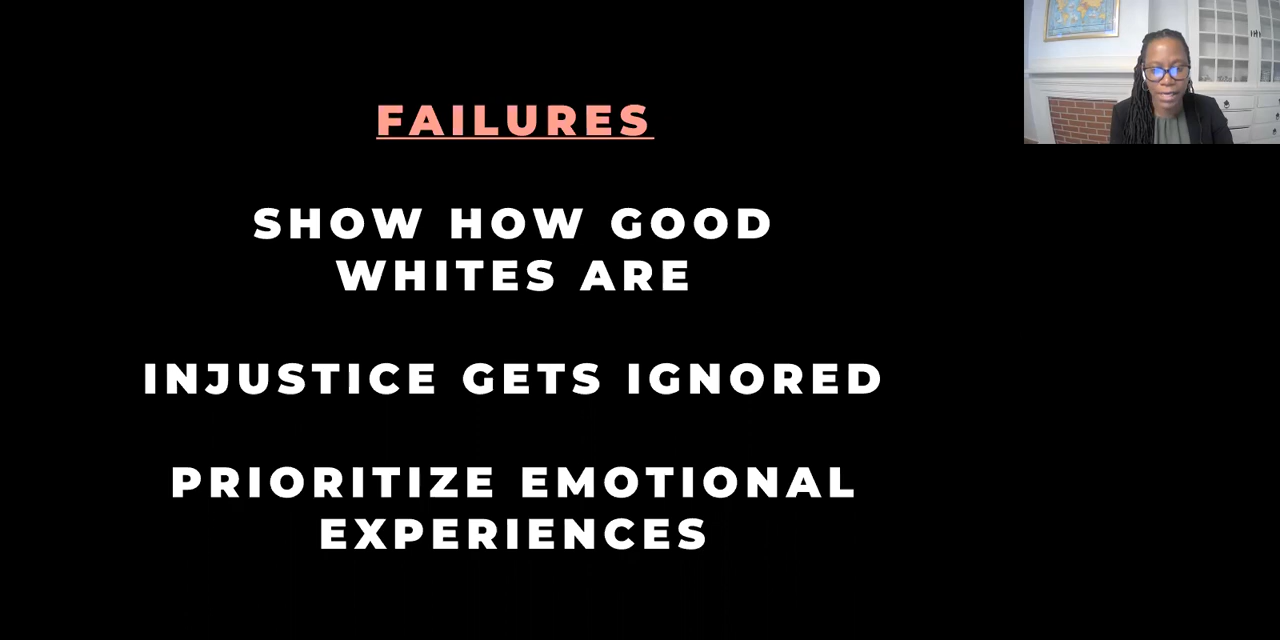 FAILURES
SHOW HOW GOOD
WHITES ARE
INJUSTICE GETS IGNORED
PRIORITIZE EMOTIONAL
EXPERIENCES